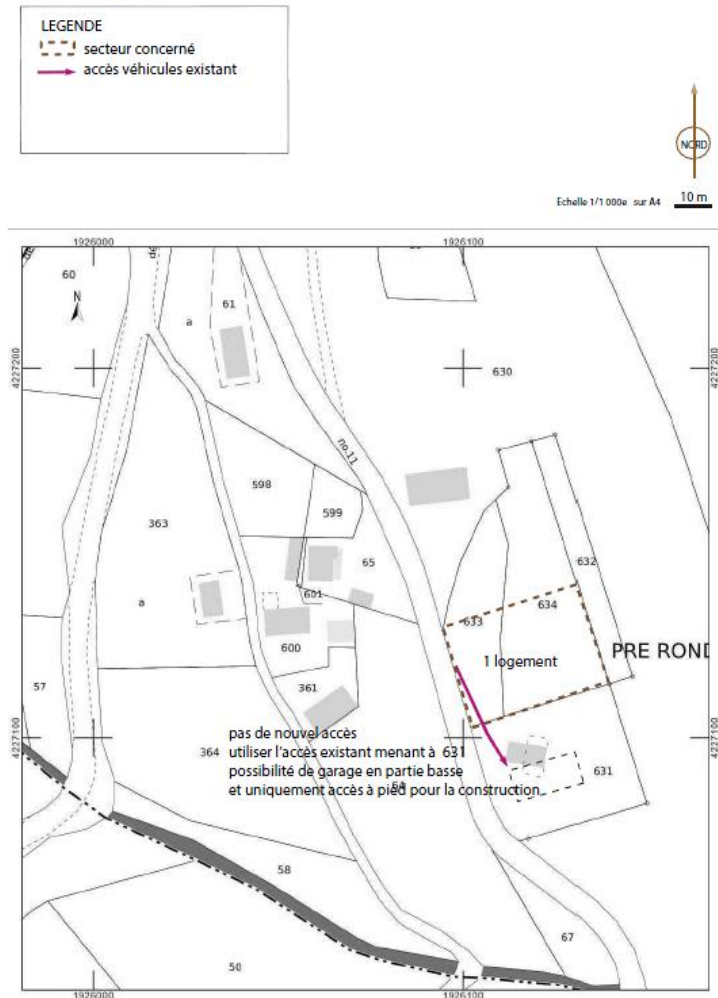 LEGENDE
secteur concerné
accès véhicules existant
NORD
Echelle 1/1 000e sur A4 10 m
1926000
1926100
60
N
61
a
4227200
4227200
630
no.11
598
599
363
65
632
a
601
634
633
600
1 logement
PRE ROND
57
361
4227100
4227100
pas de nouvel accès
364
utiliser l'accès existant menant à 631
possibilité de garage en partie basse
631
et uniquement accès à pied pour la construction
58
67
50
1926000
1926100